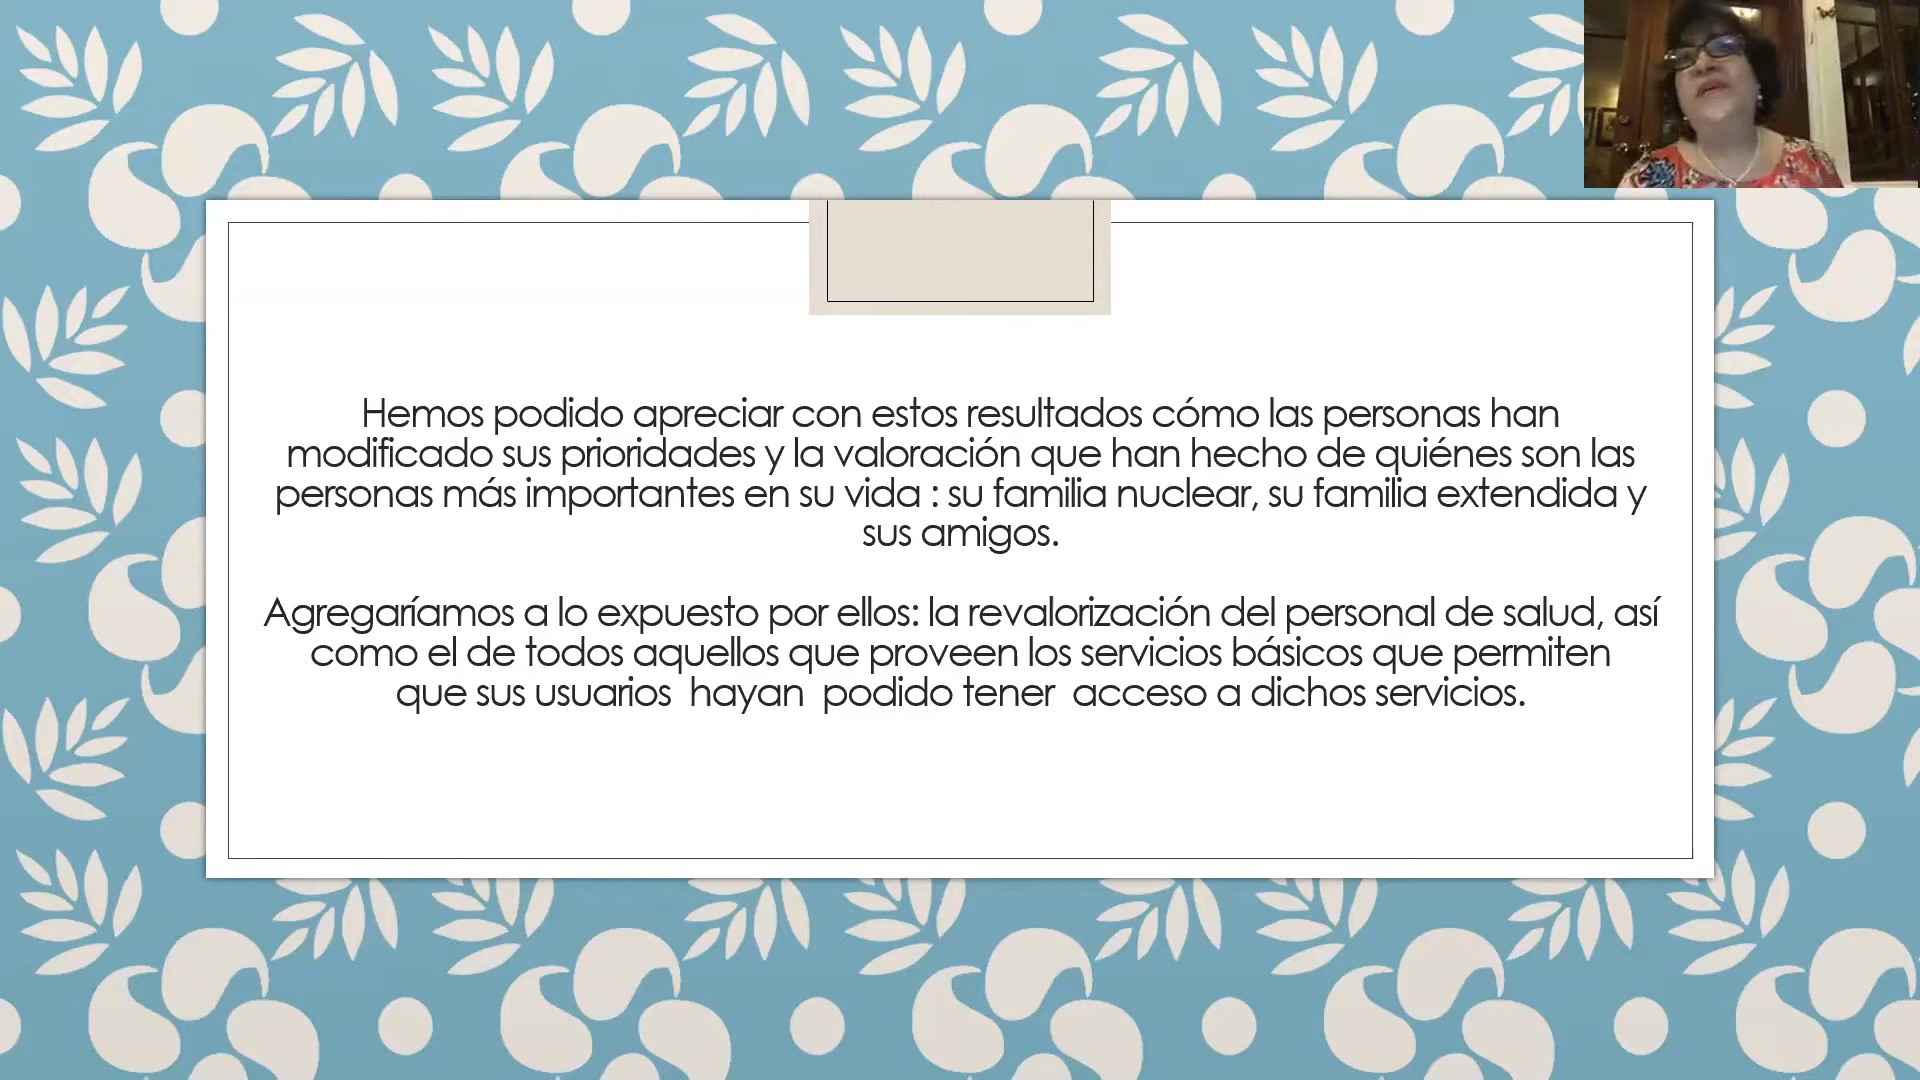 Hemos podido apreciar con estos resultados cómo las personas han
modificado sus prioridades y la valoración que han hecho de quiénes son las
personas más importantes en su vida : su familia nuclear, su familia extendida y
sus amigos.
Agregaríamos a lo expuesto por ellos: la revalorización del personal de salud, así
como el de todos aquellos que proveen los servicios básicos que permiten
que sus usuarios hayan podido tener acceso a dichos servicios.